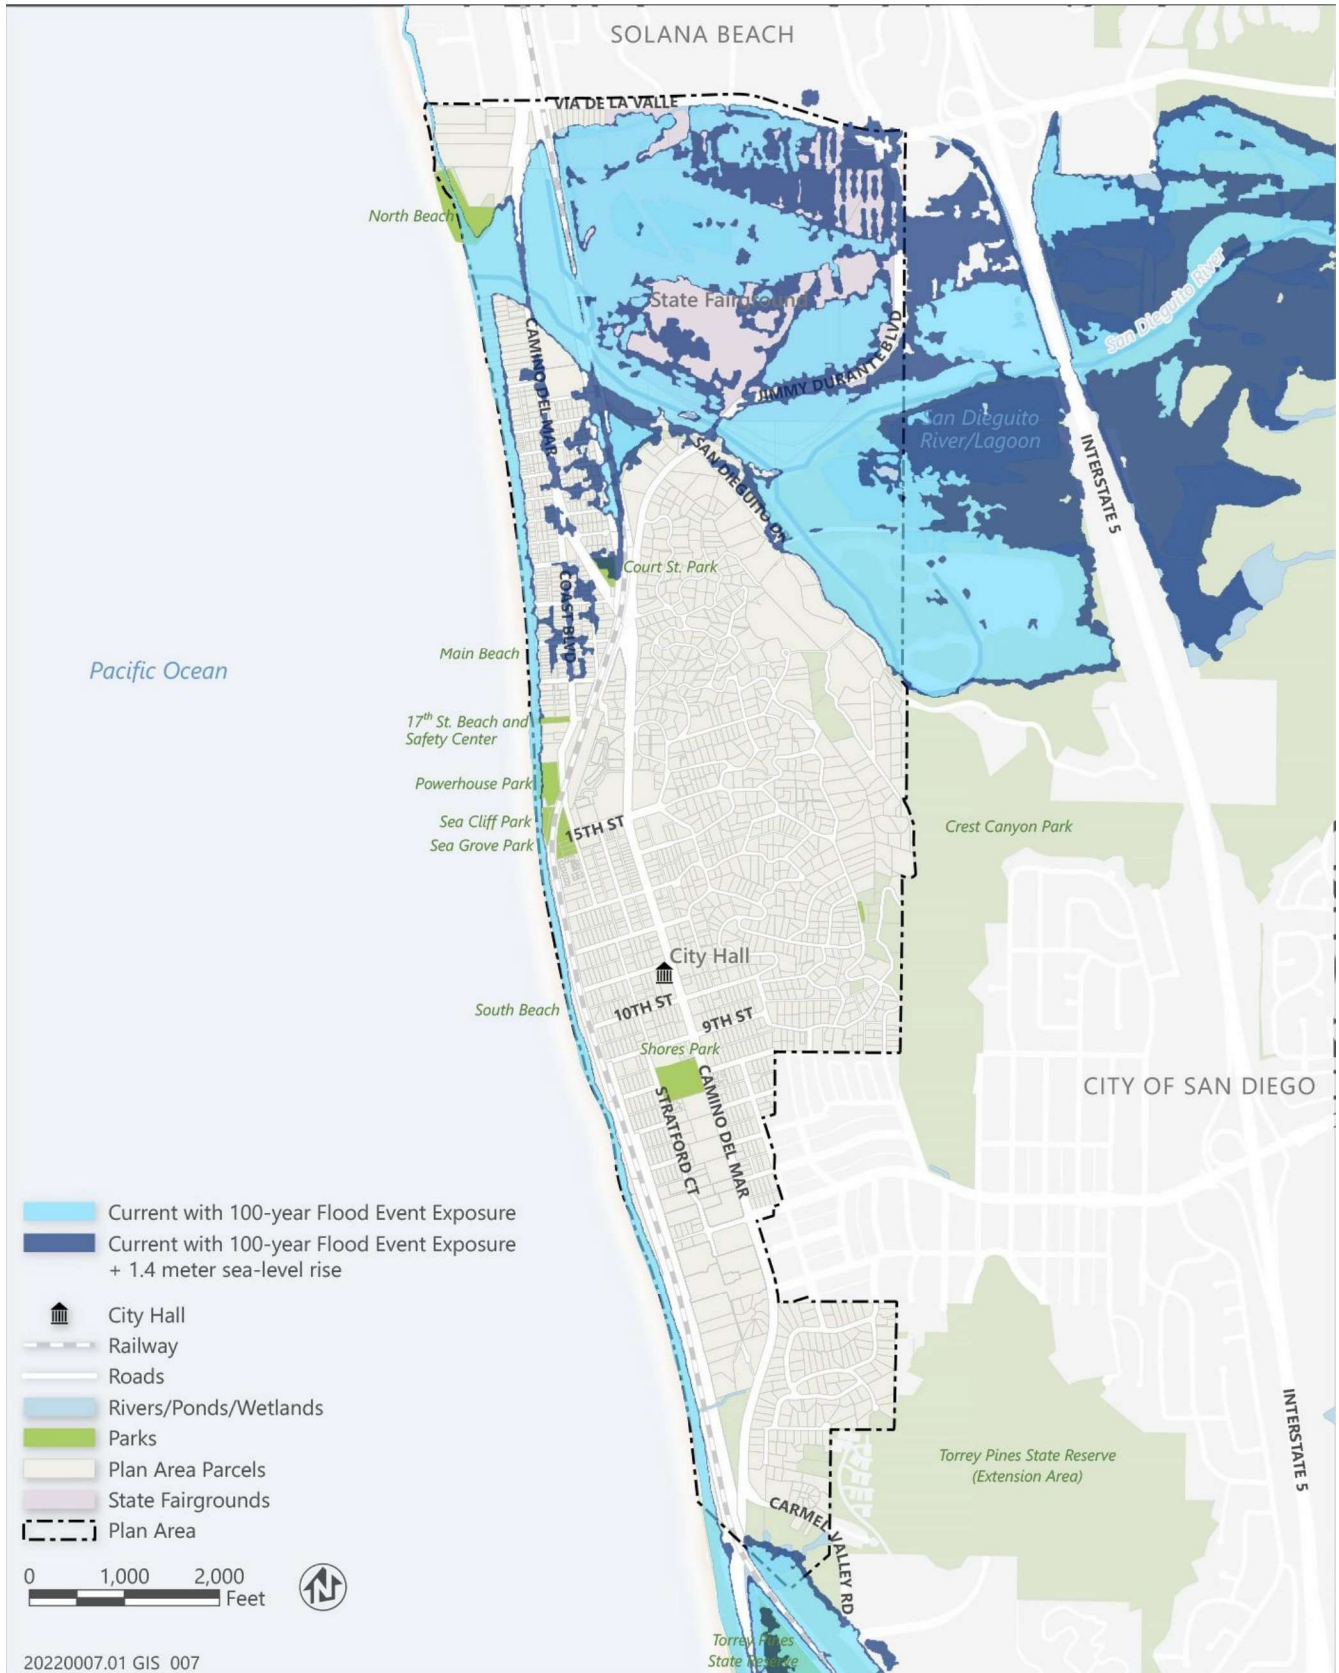 SOLANA BEACH
VIA DE LA VALLE
North Beach
State Fairground
San Dieguito River
CAMINO DEL MAR
JIMMY DURANTE BLVD
San Dieguito
River/Lagoon
SAN DIEGUITO DR
INTERSTATE 5
Court St. Park
COAST BLVD
Main Beach
Pacific Ocean
17th St. Beach and
Safety Center
Powerhouse Park
Sea Cliff Park
15TH ST
Sea Grove Park
Crest Canyon Park
City Hall
South Beach
10TH ST
9TH ST
Shores Park
CITY OF SAN DIEGO
STRATFORD CT
CAMINO DEL MAR
Current with 100-year Flood Event Exposure
Current with 100-year Flood Event Exposure
+ 1.4 meter sea-level rise
City Hall
Railway
Roads
Rivers/Ponds/Wetlands
Parks
Plan Area Parcels
State Fairgrounds
Plan Area
INTERSTATE 5
Torrey Pines State Reserve
(Extension Area)
CARMEL VALLEY RD
0 1,000 2,000
Feet
N
Torrey Pines
State Reserve
20220007.01 GIS 007